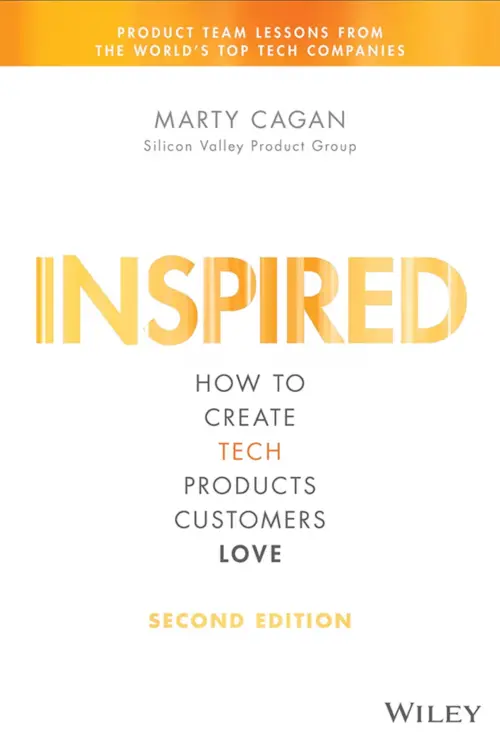 PRODUCT TEAM LESSONS FROM
THE WORLD'S TOP TECH COMPANIES
MARTY CAGAN
Silicon Valley Product Group
INSPIRED
HOW TO
CREATE
TECH
PRODUCTS
CUSTOMERS
LOVE
SECOND EDITION
WILEY